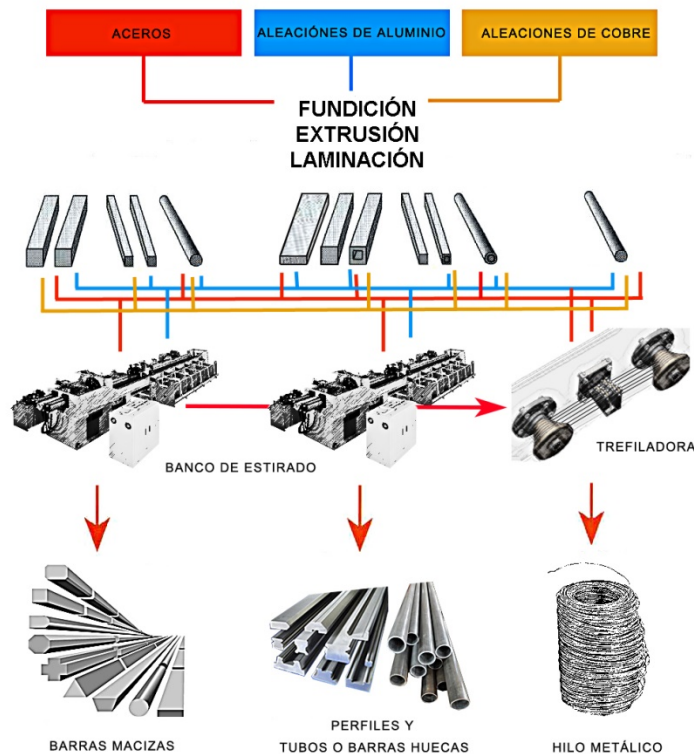 ACEROS
ALEACIÓNES DE ALUMINIO
ALEACIONES DE COBRE
FUNDICIÓN
EXTRUSIÓN
LAMINACIÓN
BANCO DE ESTIRADO
TREFILADORA
BARRAS MACIZAS
PERFILES Y
TUBOS O BARRAS HUECAS
HILO METÁLICO